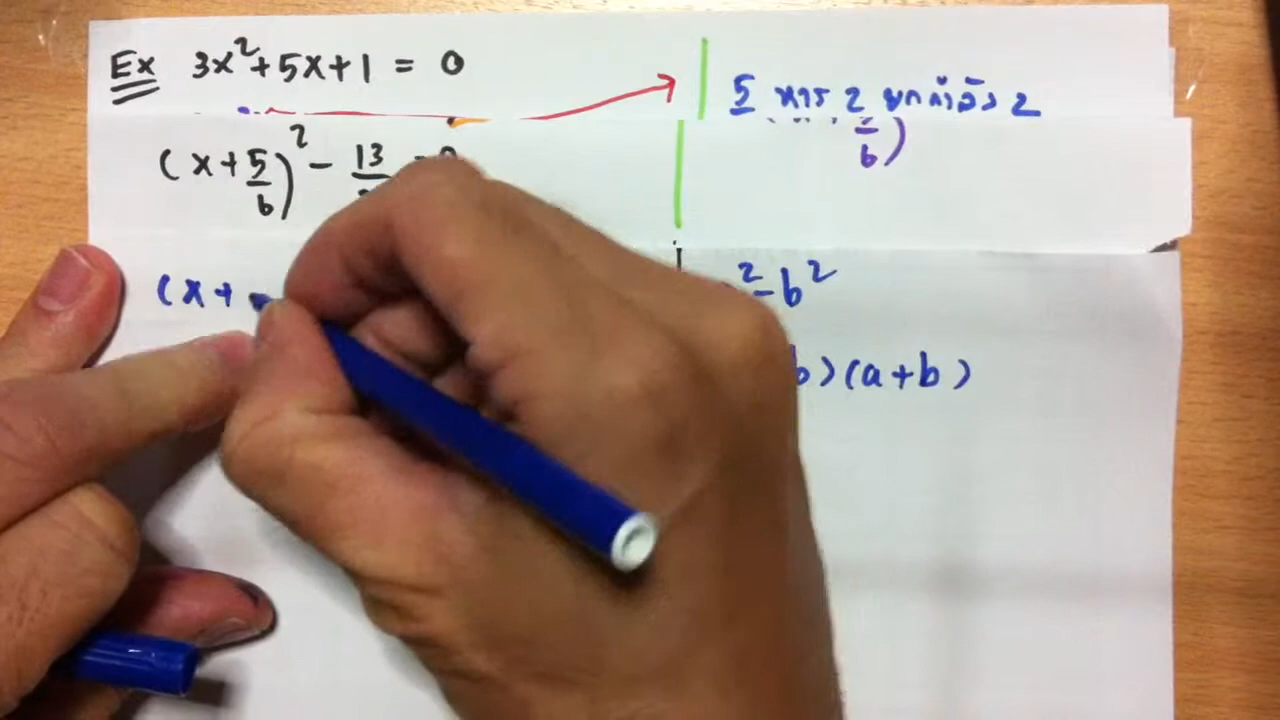 Ex 3x²+5x+1 = 0
5 หาร 2 ยกกำลัง 2
5/6)
(x+5/6)² - 13
(x+
²-b²
b)(a+b)